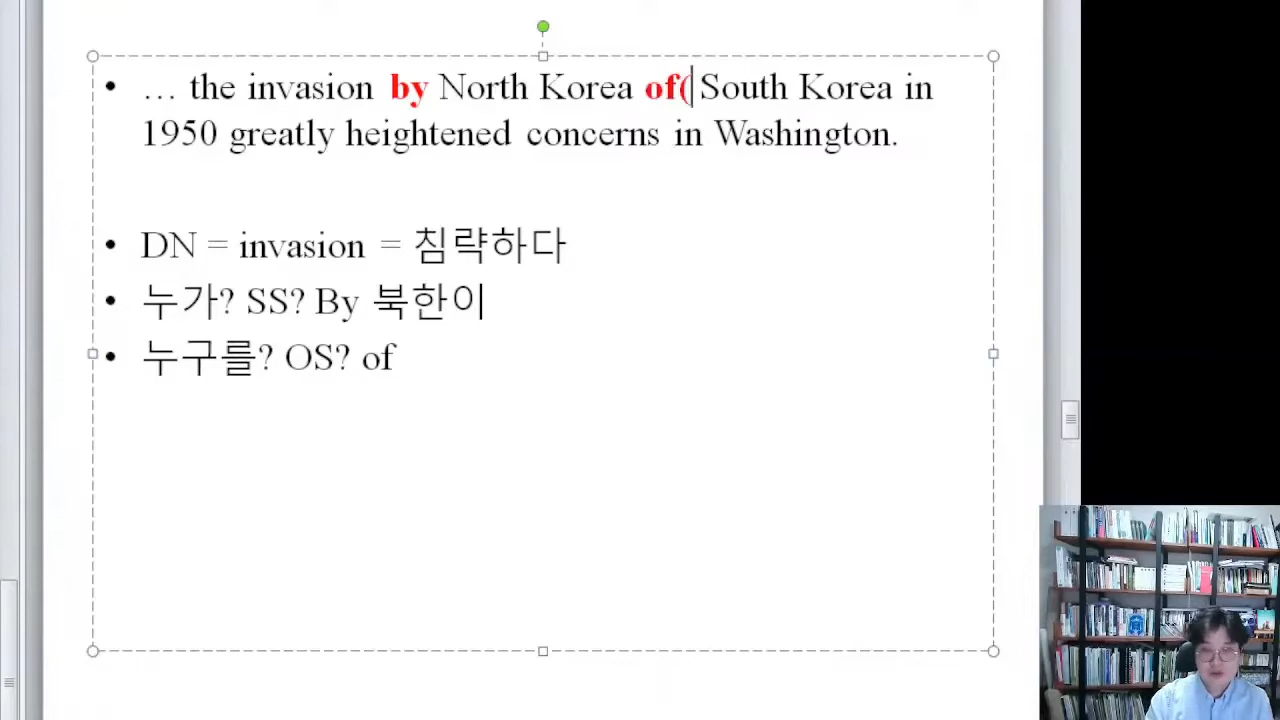 • … the invasion by North Korea of( South Korea in
1950 greatly heightened concerns in Washington.
• DN = invasion = 침략하다
• 누가? SS? By 북한이
• 누구를? OS? of